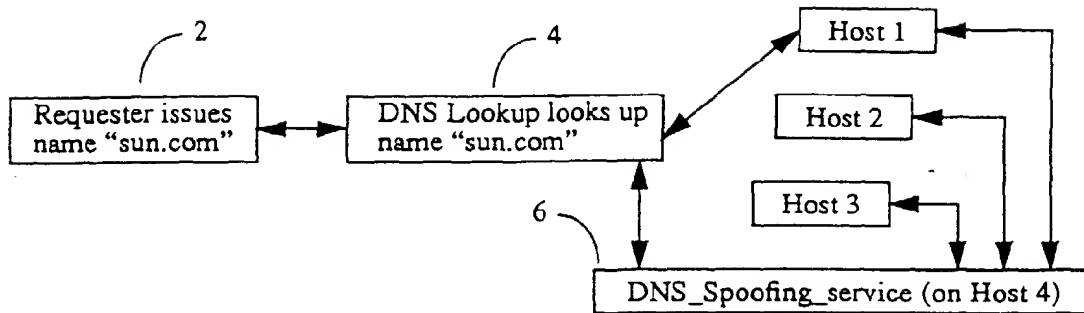 2
4
Host 1
Requester issues
name “sun.com”
DNS Lookup looks up
name “sun.com”
Host 2
Host 3
6
DNS_Spoofing_service (on Host 4)